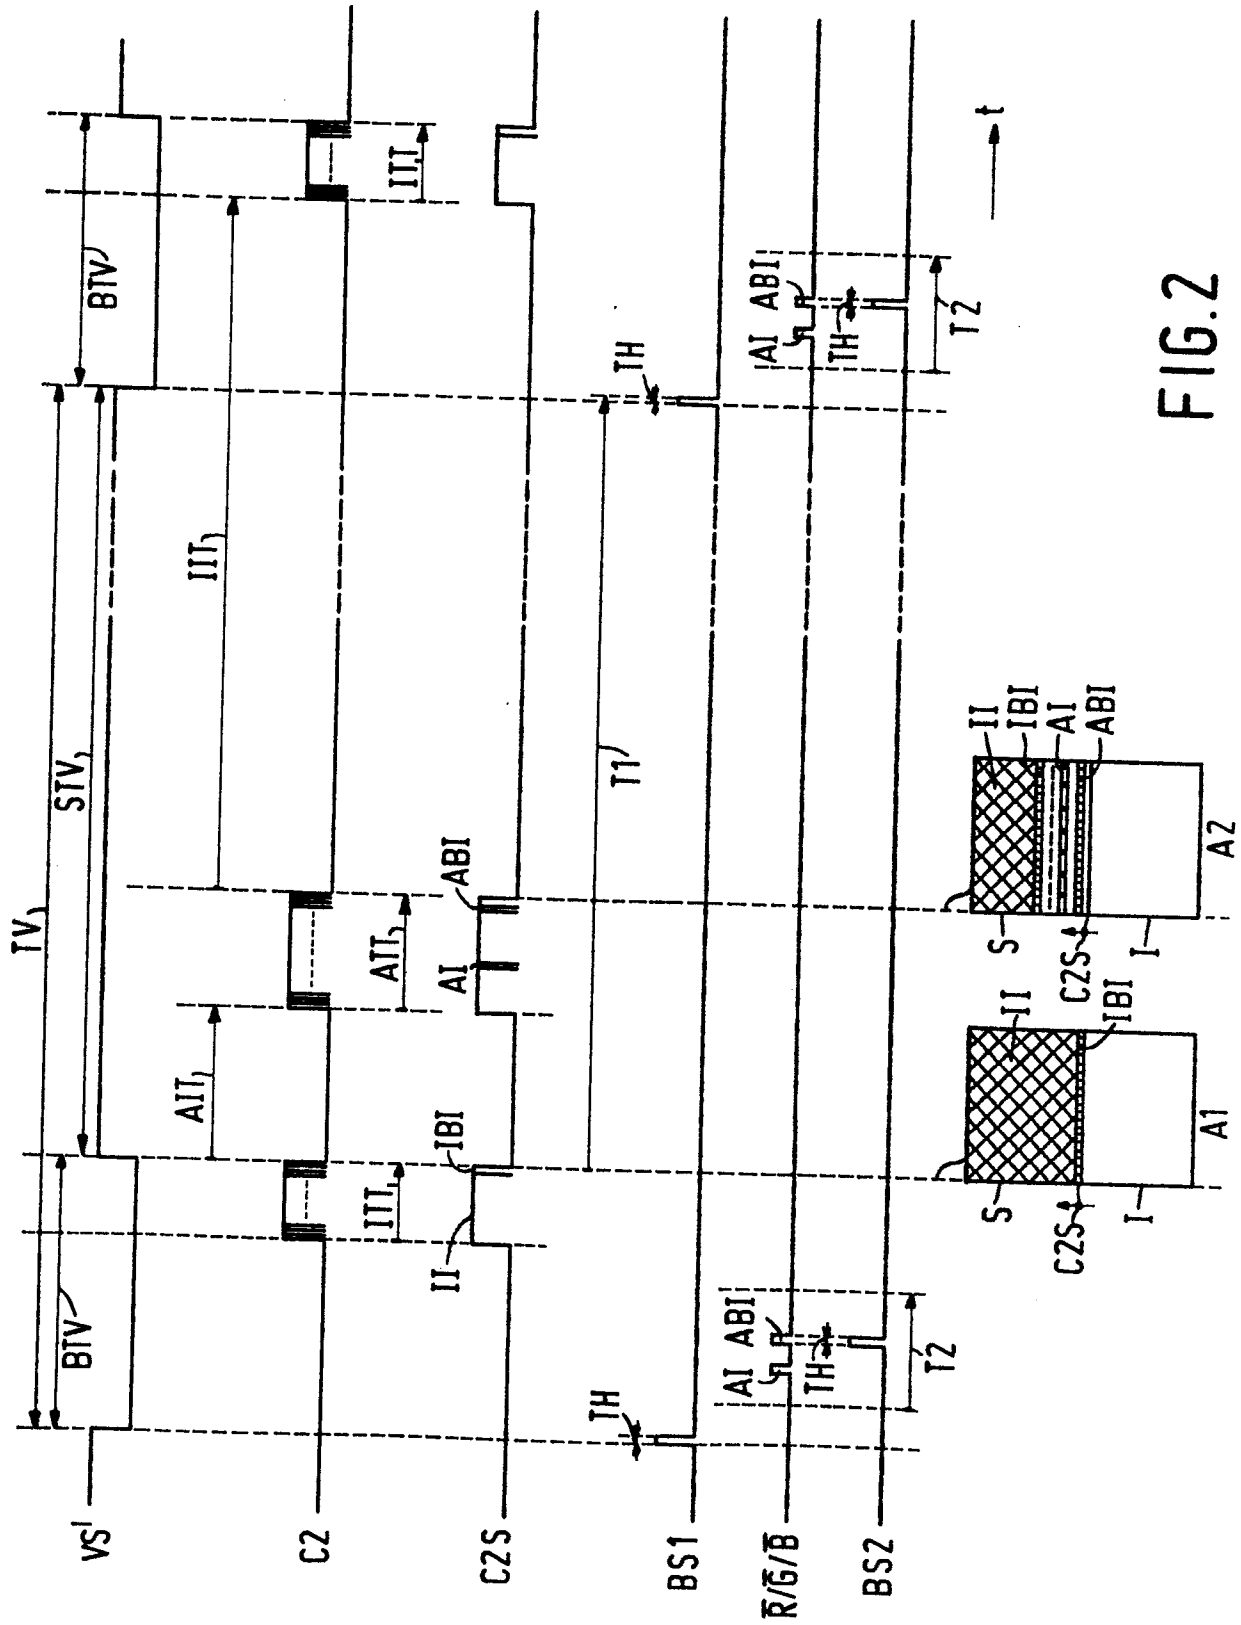 TV
STV
BTV
BTV
VS'
AIT
IIT
C2
ITT
AIT
ITT
II
IBI
AI
ABI
C2S
T1
TH
TH
BS1
AI
ABI
AI
ABI
R̅/G̅/B̅
TH
TH
BS2
T2
T2
t
S
II
C2S
IBI
I
A1
S
II
IBI
AI
ABI
C2S
I
A2
FIG.2